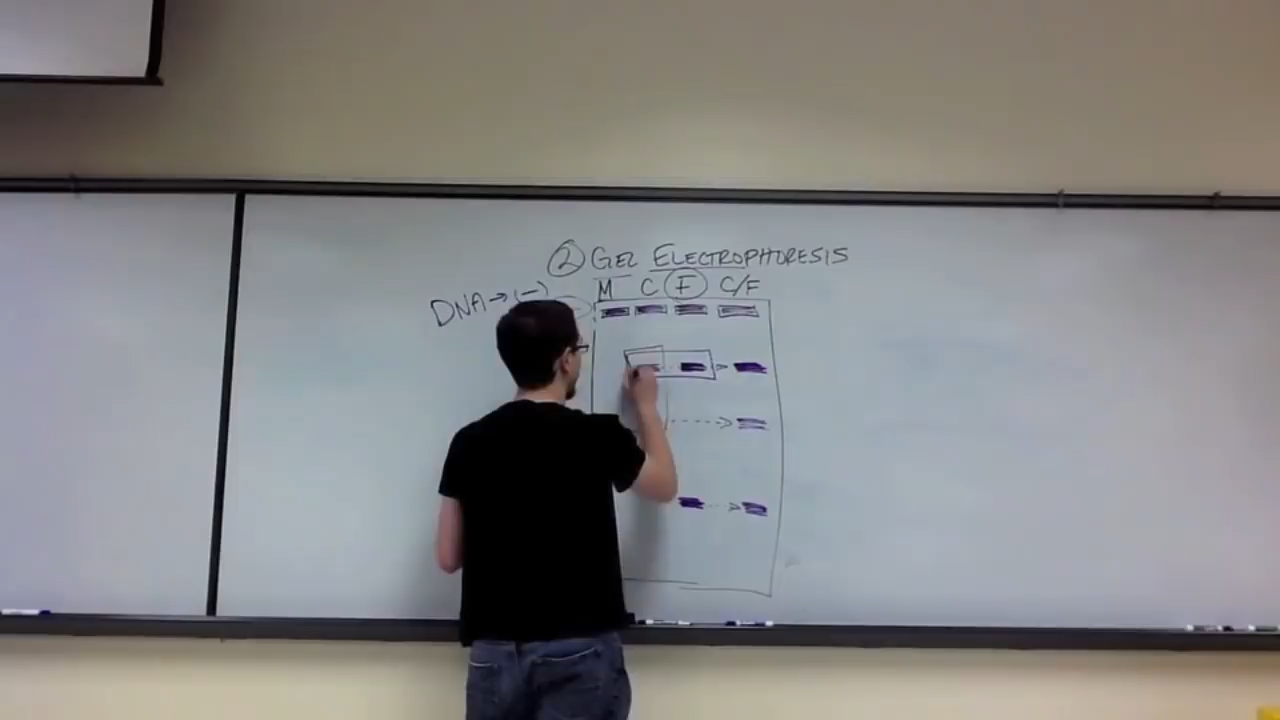 ② GEL ELECTROPHORESIS
M C F C/F
DNA→(-)